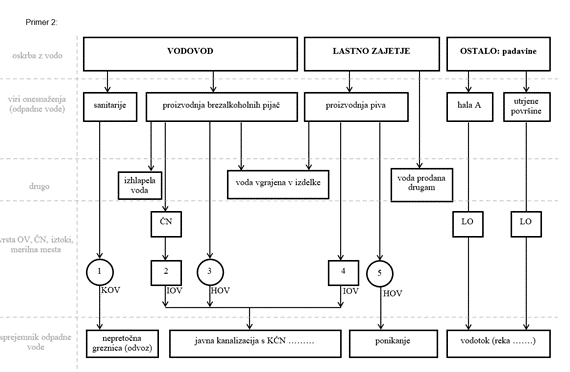 Primer 2:
oskrba z vodo
VODOVOD
LASTNO ZAJETJE
OSTALO: padavine
viri onesnaženja
(odpadne vode)
sanitarije
proizvodnja brezalkoholnih pijač
proizvodnja piva
hala A
utrjene
površine
drugo
izhlapela
voda
voda vgrajena v izdelke
voda prodana
drugam
vrsta OV, ČN, iztoki,
merilna mesta
ČN
LO
LO
1
2
3
4
5
KOV
IOV
HOV
IOV
HOV
sprejemnik odpadne
vode
nepretočna
greznica (odvoz)
javna kanalizacija s KČN ………
ponikanje
vodotok (reka …….)